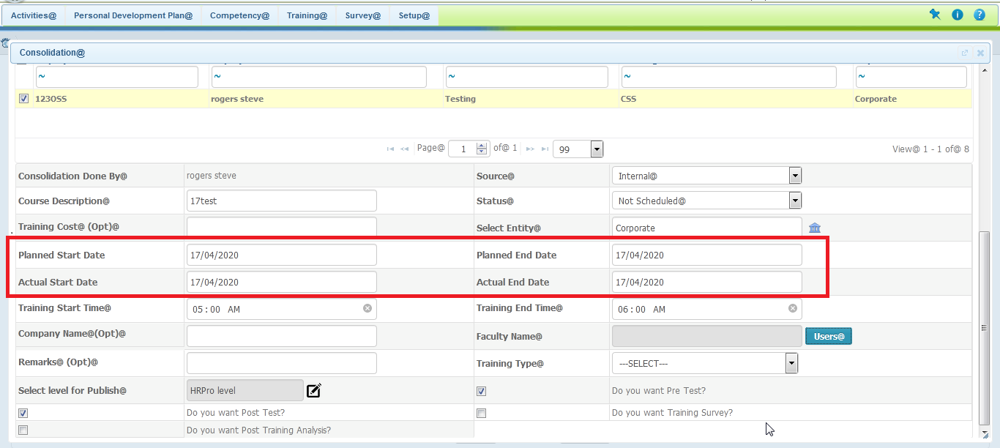 Activities@ Personal Development Plan@ Competency@ Training@ Survey@ Setup@
Consolidation@
~ ~ ~ ~ ~
123OSS rogers steve Testing CSS Corporate
Page@ 1 of@ 1 99 View@ 1 - 1 of@ 8
Consolidation Done By@ rogers steve Source@ Internal@
Course Description@ 17test Status@ Not Scheduled@
Training Cost@ (Opt)@ Select Entity@ Corporate
Planned Start Date 17/04/2020 Planned End Date 17/04/2020
Actual Start Date 17/04/2020 Actual End Date 17/04/2020
Training Start Time@ 05:00 AM Training End Time@ 06:00 AM
Company Name@(Opt)@ Faculty Name@ Users@
Remarks@ (Opt)@ Training Type@ ---SELECT---
Select level for Publish@ HRPro level Do you want Pre Test?
Do you want Post Test? Do you want Training Survey?
Do you want Post Training Analysis?